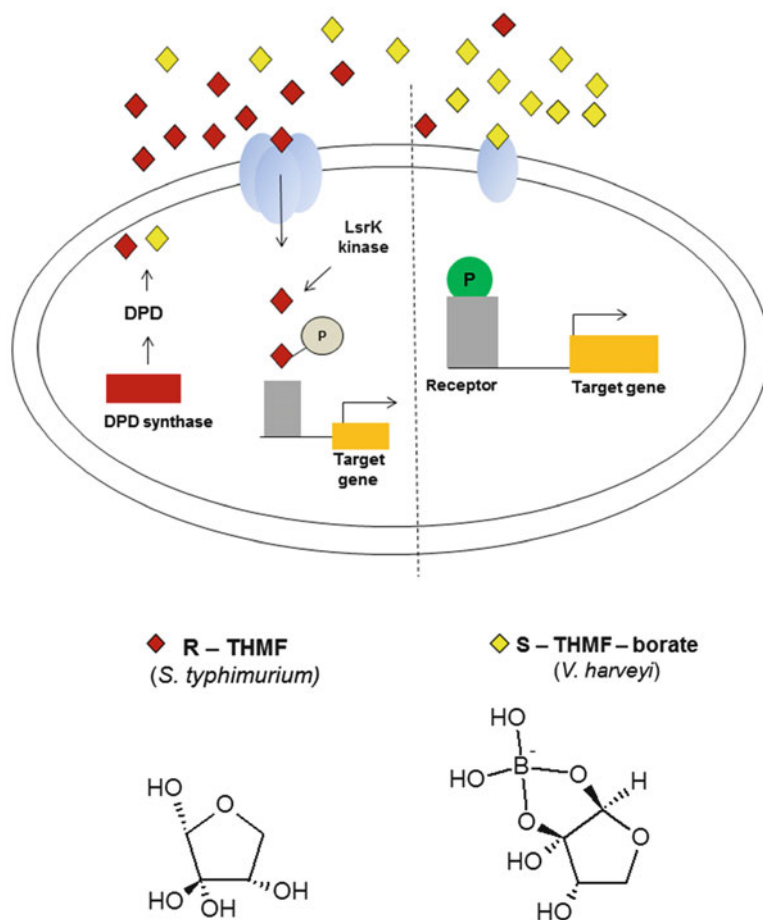 LsrK
kinase
DPD
DPD synthase
P
Target
gene
P
Receptor
Target gene
R – THMF
(S. typhimurium)
S – THMF – borate
(V. harveyi)
HO
O
HO
OH
OH
HO
HO
B
-
O
H
O
HO
O
HO